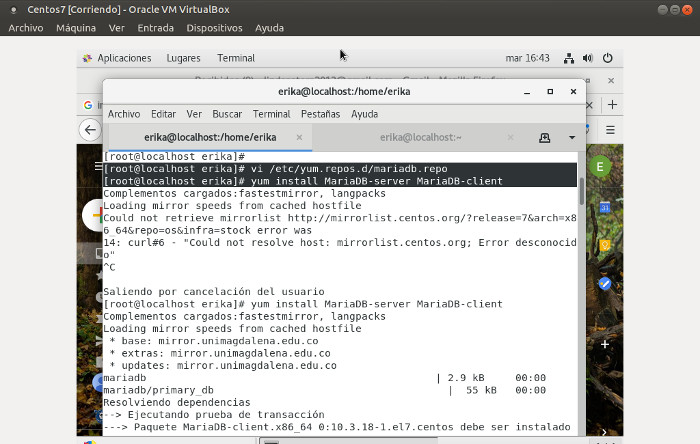 Centos7 [Corriendo] - Oracle VM VirtualBox
Archivo Máquina Ver Entrada Dispositivos Ayuda
Aplicaciones Lugares Terminal mar 16:43
erika@localhost:/home/erika
Archivo Editar Ver Buscar Terminal Pestañas Ayuda
erika@localhost:/home/erika erika@localhost:~
[root@localhost erika]#
[root@localhost erika]# vi /etc/yum.repos.d/mariadb.repo
[root@localhost erika]# yum install MariaDB-server MariaDB-client
Complementos cargados:fastestmirror, langpacks
Loading mirror speeds from cached hostfile
Could not retrieve mirrorlist http://mirrorlist.centos.org/?release=7&arch=x8
6_64&repo=os&infra=stock error was
14: curl#6 - "Could not resolve host: mirrorlist.centos.org; Error desconocid
o"
^C
Saliendo por cancelación del usuario
[root@localhost erika]# yum install MariaDB-server MariaDB-client
Complementos cargados:fastestmirror, langpacks
Loading mirror speeds from cached hostfile
* base: mirror.unimagdalena.edu.co
* extras: mirror.unimagdalena.edu.co
* updates: mirror.unimagdalena.edu.co
mariadb | 2.9 kB 00:00
mariadb/primary_db | 55 kB 00:00
Resolviendo dependencias
--> Ejecutando prueba de transacción
---> Paquete MariaDB-client.x86_64 0:10.3.18-1.el7.centos debe ser instalado
E